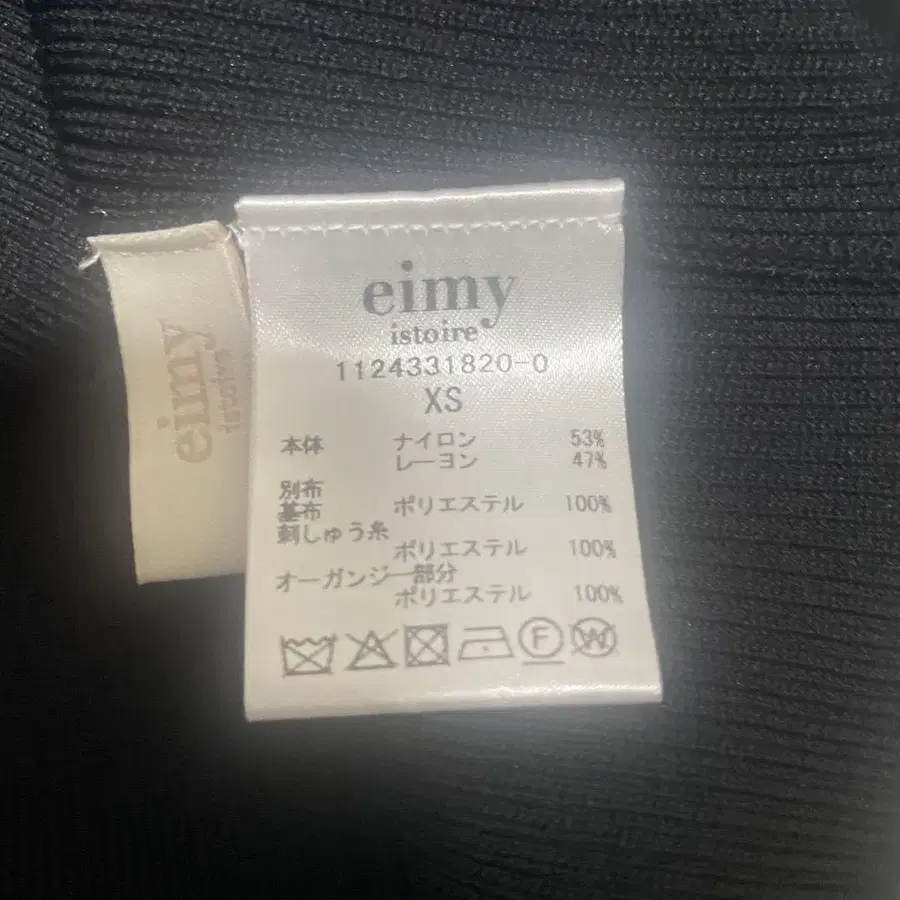 eimy
istoire
eimy
istoire
1124331820-0
XS
本体 ナイロン 53%
レーヨン 47%
別布
基布 ポリエステル 100%
刺しゅう糸
ポリエステル 100%
オーガンジー部分
ポリエステル 100%
F
W